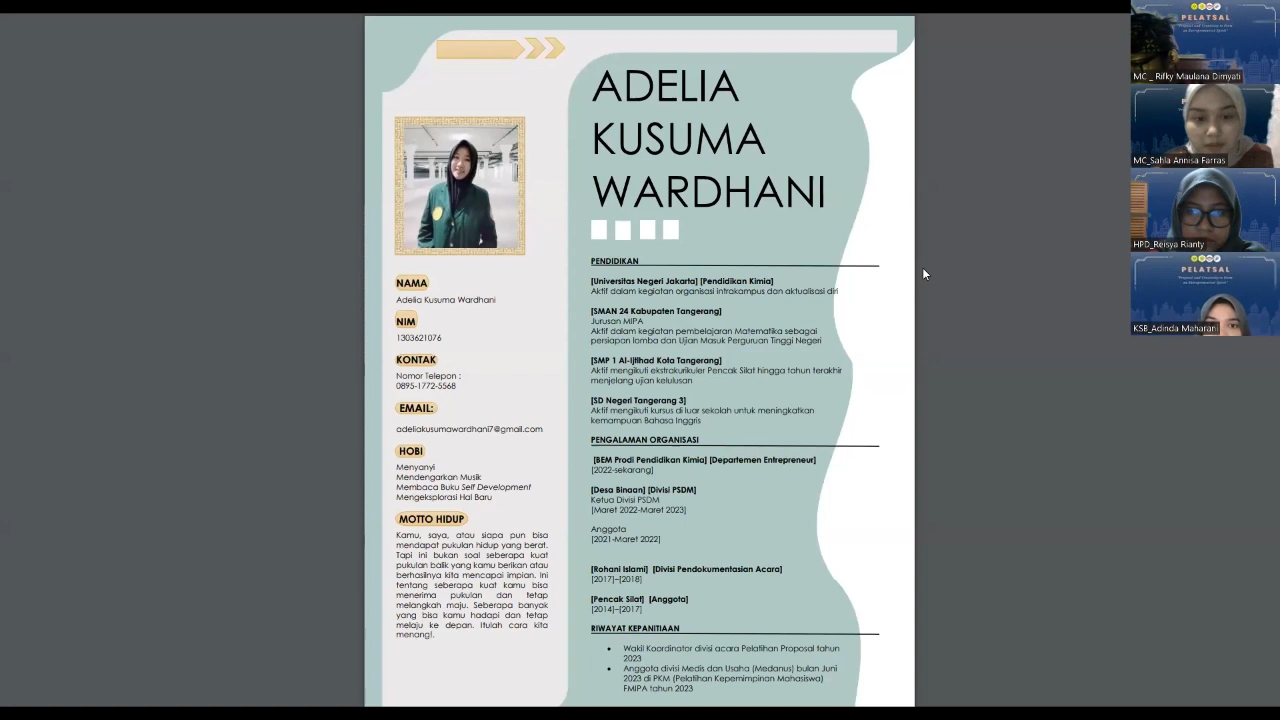 ADELIA
KUSUMA
WARDHANI
NAMA
Adelia Kusuma Wardhani
NIM
1303621076
KONTAK
Nomor Telepon :
0895-1772-5568
EMAIL:
adeliakusumawardhani7@gmail.com
HOBI
Menyanyi
Mendengarkan Musik
Membaca Buku Self Development
Mengeksplorasi Hal Baru
MOTTO HIDUP
Kamu, saya, atau siapa pun bisa
mendapat pukulan hidup yang berat.
Tapi ini bukan soal seberapa kuat
pukulan balik yang kamu berikan atau
berhasilnya kita mencapai impian. Ini
tentang seberapa kuat kamu bisa
menerima pukulan dan tetap
melangkah maju. Seberapa banyak
yang bisa kamu hadapi dan tetap
melaju ke depan. Itulah cara kita
menang!.
PENDIDIKAN
[Universitas Negeri Jakarta] [Pendidikan Kimia]
Aktif dalam kegiatan organisasi intrakampus dan aktualisasi diri
[SMAN 24 Kabupaten Tangerang]
Jurusan MIPA
Aktif dalam kegiatan pembelajaran Matematika sebagai
persiapan lomba dan Ujian Masuk Perguruan Tinggi Negeri
[SMP 1 Al-Ijtihad Kota Tangerang]
Aktif mengikuti ekstrakurikuler Pencak Silat hingga tahun terakhir
menjelang ujian kelulusan
[SD Negeri Tangerang 3]
Aktif mengikuti kursus di luar sekolah untuk meningkatkan
kemampuan Bahasa Inggris
PENGALAMAN ORGANISASI
[BEM Prodi Pendidikan Kimia] [Departemen Entrepreneur]
[2022-sekarang]
[Desa Binaan] [Divisi PSDM]
Ketua Divisi PSDM
[Maret 2022-Maret 2023]
Anggota
[2021-Maret 2022]
[Rohani Islami] [Divisi Pendokumentasian Acara]
[2017]–[2018]
[Pencak Silat] [Anggota]
[2014]–[2017]
RIWAYAT KEPANITIAAN
• Wakil Koordinator divisi acara Pelatihan Proposal tahun
2023
• Anggota divisi Medis dan Usaha (Medanus) bulan Juni
2023 di PKM (Pelatihan Kepemimpinan Mahasiswa)
FMIPA tahun 2023
PELATSAL
MC _ Rifky Maulana Dimyati
MC_Sahla Annisa Farras
HPD_Reisya Rianty
PELATSAL
KSB_Adinda Maharani